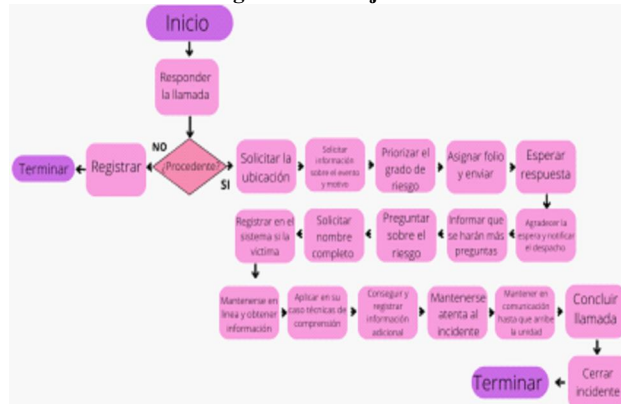 Inicio
Responder
la llamada
NO
¿Procedente?
SI
Registrar
Terminar
Solicitar la
ubicación
Solicitar
información
sobre el evento
y motivo
Priorizar el
grado de
riesgo
Asignar folio
y enviar
Esperar
respuesta
Agradecer la
espera y notificar
el despacho
Informar que
se harán más
preguntas
Preguntar
sobre el
riesgo
Solicitar
nombre
completo
Registrar en el
sistema si la
víctima
Mantenerse en
linea y obtener
información
Aplicar en su
caso técnicas de
comprensión
Conseguir y
registrar
información
adicional
Mantenerse
atenta al
incidente
Mantener en
comunicación
hasta que arribe
la unidad
Concluir
llamada
Cerrar
incidente
Terminar